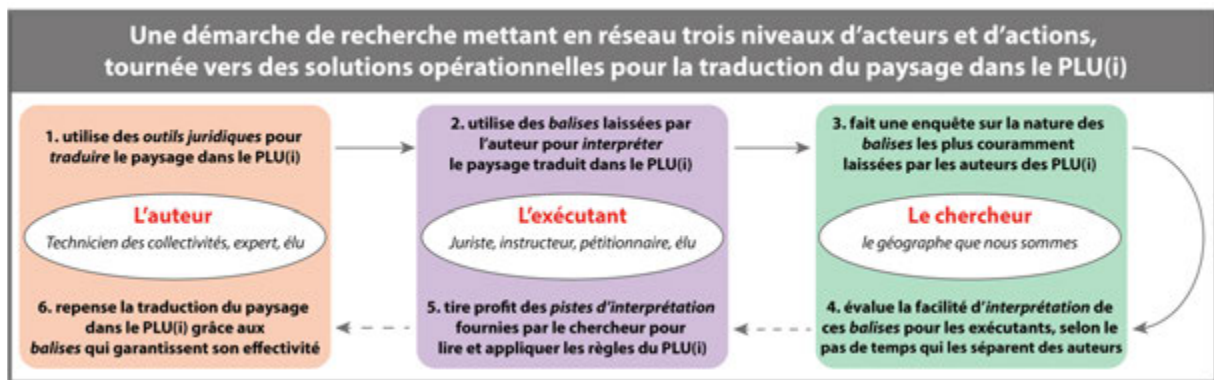 Une démarche de recherche mettant en réseau trois niveaux d'acteurs et d'actions,
tournée vers des solutions opérationnelles pour la traduction du paysage dans le PLU(i)
1. utilise des outils juridiques pour
traduire le paysage dans le PLU(i)
L'auteur
Technicien des collectivités, expert, élu
6. repense la traduction du paysage
dans le PLU(i) grâce aux
balises qui garantissent son effectivité
2. utilise des balises laissées par
l'auteur pour interpréter
le paysage traduit dans le PLU(i)
L'exécutant
Juriste, instructeur, pétitionnaire, élu
5. tire profit des pistes d'interprétation
fournies par le chercheur pour
lire et appliquer les règles du PLU(i)
3. fait une enquête sur la nature des
balises les plus couramment
laissées par les auteurs des PLU(i)
Le chercheur
le géographe que nous sommes
4. évalue la facilité d'interprétation de
ces balises pour les exécutants, selon le
pas de temps qui les séparent des auteurs